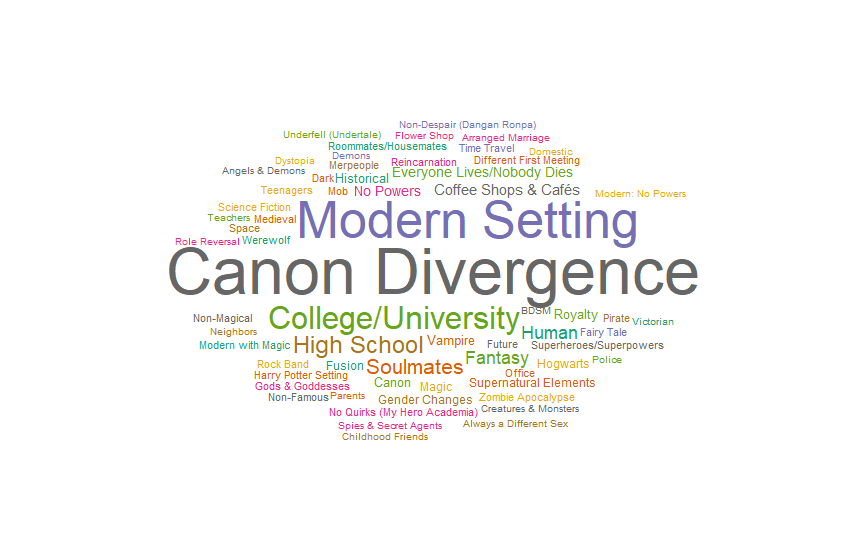 Non-Despair (Dangan Ronpa)
Underfell (Undertale) Flower Shop Arranged Marriage
Roommates/Housemates Time Travel
Dystopia Demons Domestic
Merpeople Reincarnation Different First Meeting
Angels & Demons Dark Historical Everyone Lives/Nobody Dies
Teenagers Mob No Powers Coffee Shops & Cafés Modern: No Powers
Science Fiction
Teachers Medieval Modern Setting
Space
Role Reversal Werewolf
Canon Divergence
Non-Magical College/University BDSM Royalty Pirate Victorian
Neighbors Human Fairy Tale
Modern with Magic High School Vampire Future Superheroes/Superpowers
Rock Band Fusion Soulmates Fantasy Hogwarts Police
Harry Potter Setting Office
Gods & Goddesses Canon Magic Supernatural Elements
Non-Famous Parents Gender Changes Zombie Apocalypse
No Quirks (My Hero Academia) Creatures & Monsters
Spies & Secret Agents Always a Different Sex
Childhood Friends